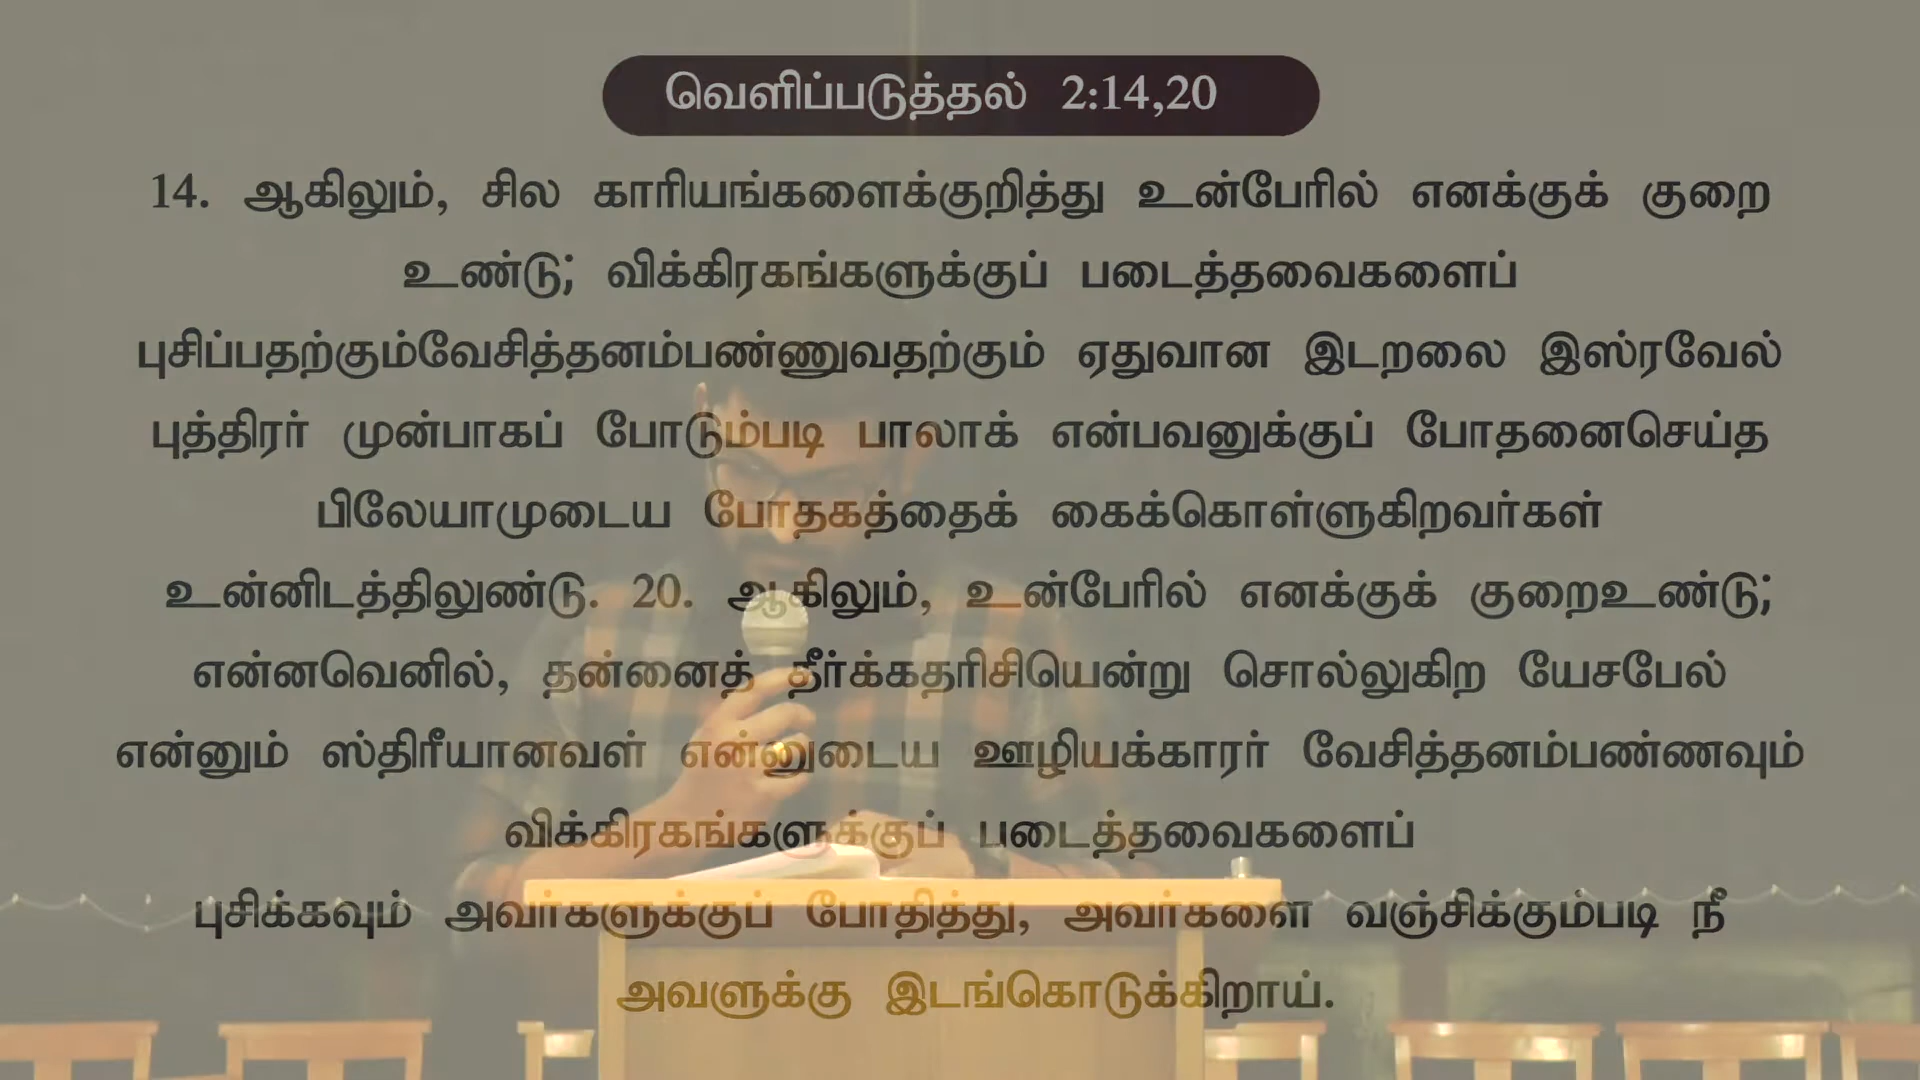 வெளிப்படுத்தல் 2:14,20
14. ஆகிலும், சில காரியங்களைக்குறித்து உன்பேரில் எனக்குக் குறை
உண்டு; விக்கிரகங்களுக்குப் படைத்தவைகளைப்
புசிப்பதற்கும்வேசித்தனம்பண்ணுவதற்கும் ஏதுவான இடறலை இஸ்ரவேல்
புத்திரர் முன்பாகப் போடும்படி பாலாக் என்பவனுக்குப் போதனைசெய்த
பிலேயாமுடைய போதகத்தைக் கைக்கொள்ளுகிறவர்கள்
உன்னிடத்திலுண்டு. 20. ஆகிலும், உன்பேரில் எனக்குக் குறைஉண்டு;
என்னவெனில், தன்னைத் தீர்க்கதரிசியென்று சொல்லுகிற யேசபேல்
என்னும் ஸ்திரீயானவள் என்னுடைய ஊழியக்காரர் வேசித்தனம்பண்ணவும்
விக்கிரகங்களுக்குப் படைத்தவைகளைப்
புசிக்கவும் அவர்களுக்குப் போதித்து, அவர்களை வஞ்சிக்கும்படி நீ
அவளுக்கு இடங்கொடுக்கிறாய்.